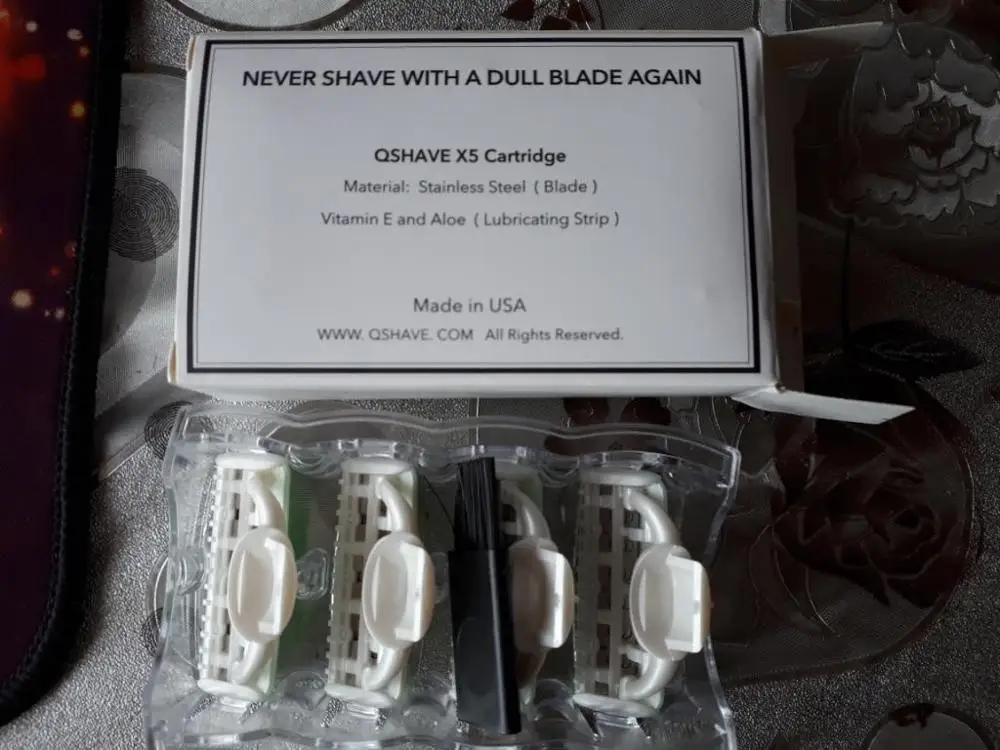 NEVER SHAVE WITH A DULL BLADE AGAIN
QSHAVE X5 Cartridge
Material: Stainless Steel ( Blade )
Vitamin E and Aloe ( Lubricating Strip )
Made in USA
WWW. QSHAVE. COM All Rights Reserved.